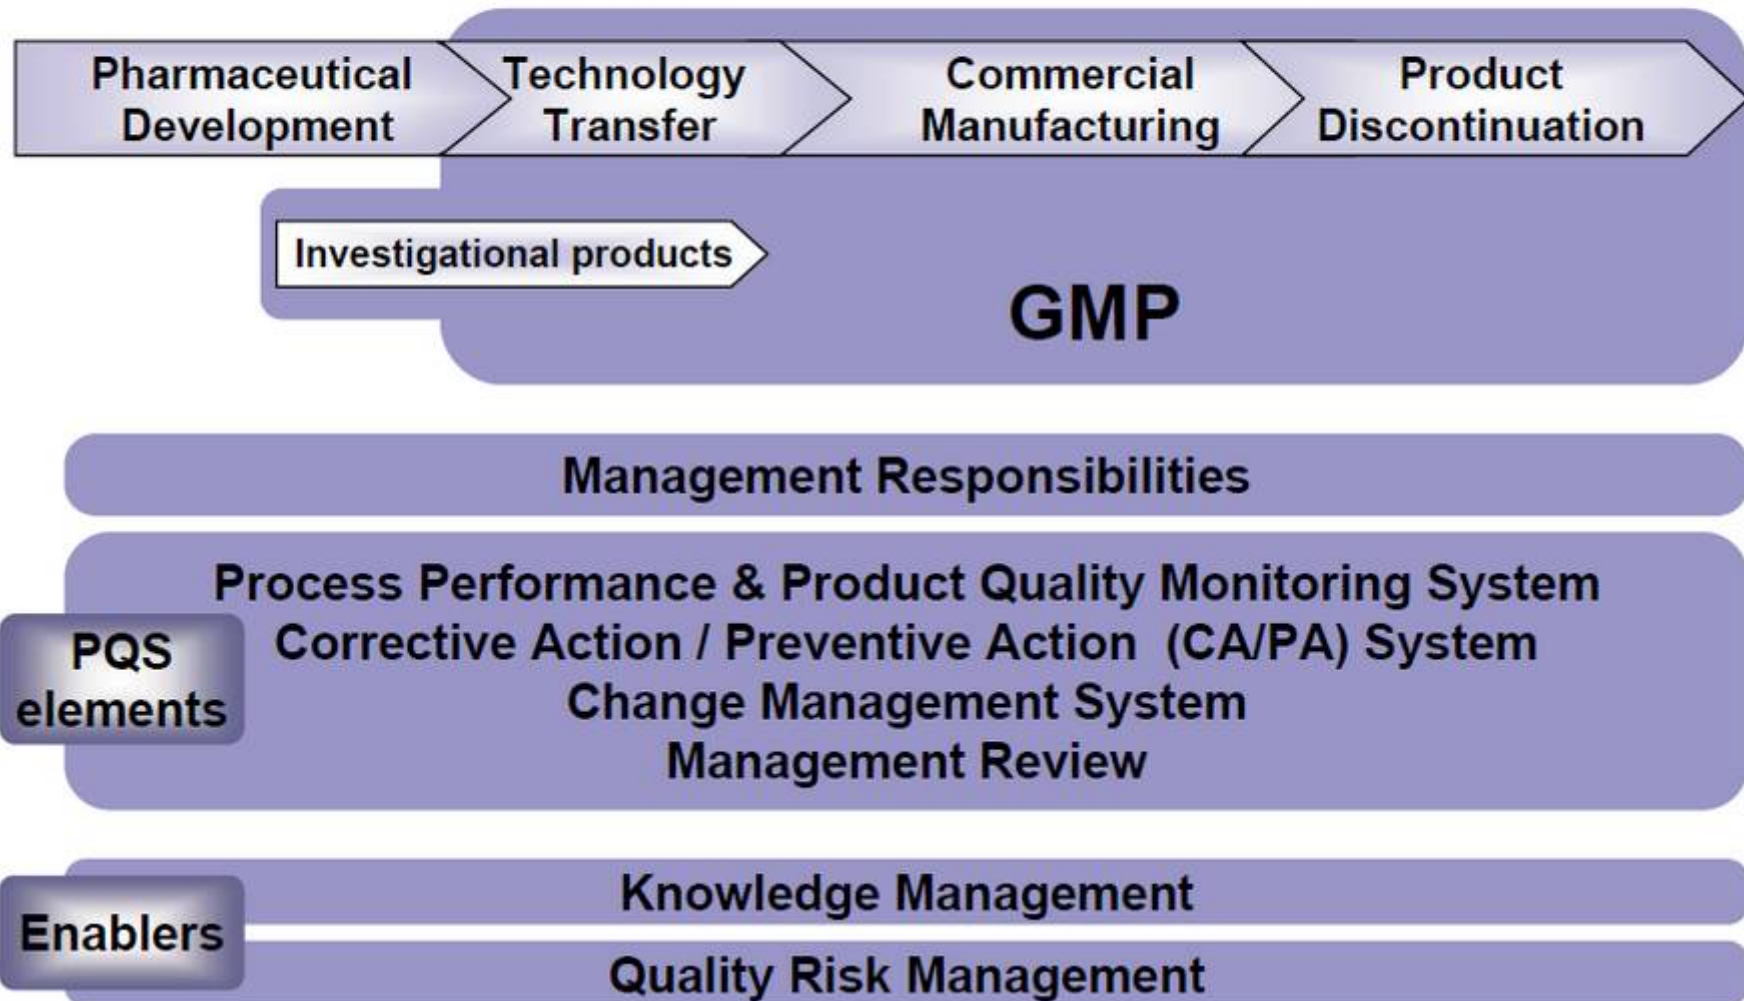 Pharmaceutical
Development
Technology
Transfer
Commercial
Manufacturing
Product
Discontinuation
Investigational products
GMP
Management Responsibilities
PQS
elements
Process Performance & Product Quality Monitoring System
Corrective Action / Preventive Action (CA/PA) System
Change Management System
Management Review
Enablers
Knowledge Management
Quality Risk Management